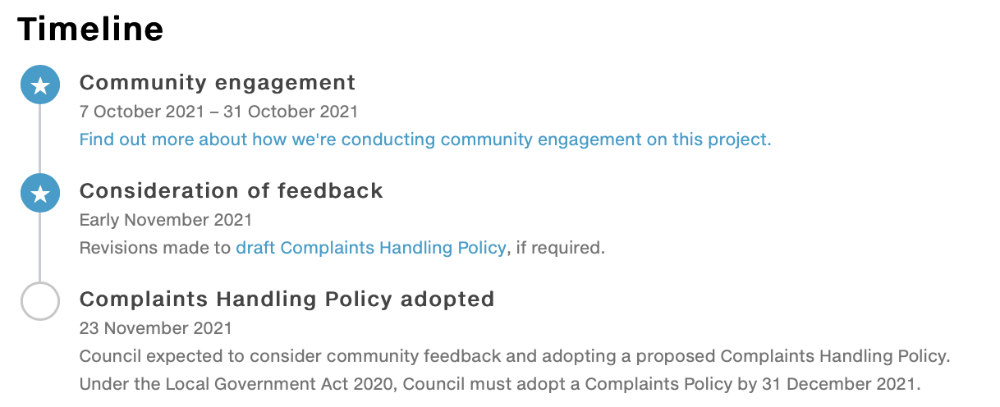 Timeline
Community engagement
7 October 2021 – 31 October 2021
Find out more about how we're conducting community engagement on this project.
Consideration of feedback
Early November 2021
Revisions made to draft Complaints Handling Policy, if required.
Complaints Handling Policy adopted
23 November 2021
Council expected to consider community feedback and adopting a proposed Complaints Handling Policy.
Under the Local Government Act 2020, Council must adopt a Complaints Policy by 31 December 2021.